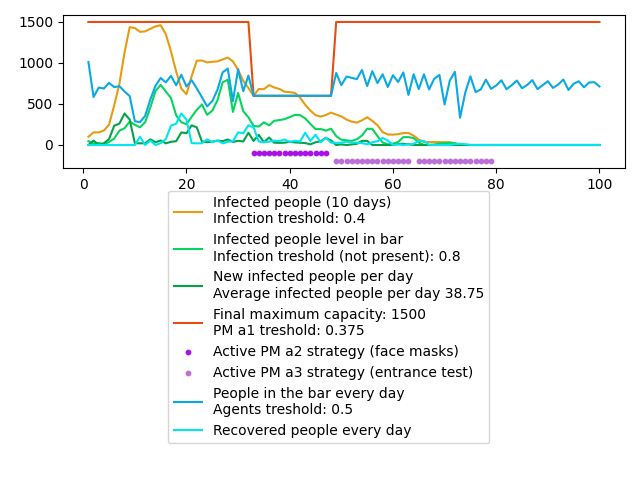 1500
1000
500
0
0 20 40 60 80 100
Infected people (10 days)
Infection treshold: 0.4
Infected people level in bar
Infection treshold (not present): 0.8
New infected people per day
Average infected people per day 38.75
Final maximum capacity: 1500
PM a1 treshold: 0.375
Active PM a2 strategy (face masks)
Active PM a3 strategy (entrance test)
People in the bar every day
Agents treshold: 0.5
Recovered people every day